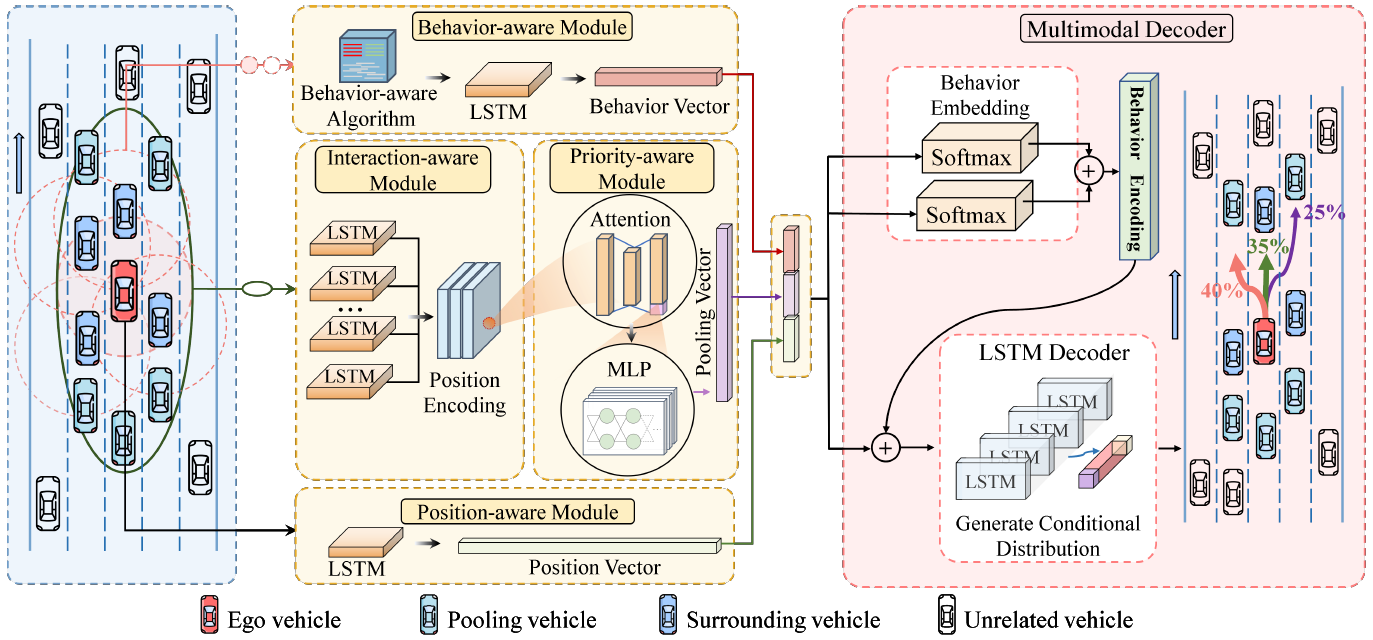 Behavior-aware Module
Behavior-aware
Algorithm
LSTM
Behavior Vector
Interaction-aware
Module
LSTM
LSTM
...
LSTM
LSTM
Position
Encoding
Priority-aware
Module
Attention
MLP
...
Pooling Vector
Position-aware Module
LSTM
Position Vector
Multimodal Decoder
Behavior
Embedding
Softmax
Softmax
+
Behavior Encoding
+
LSTM Decoder
LSTM
LSTM
LSTM
LSTM
Generate Conditional
Distribution
25%
35%
40%
Ego vehicle
Pooling vehicle
Surrounding vehicle
Unrelated vehicle